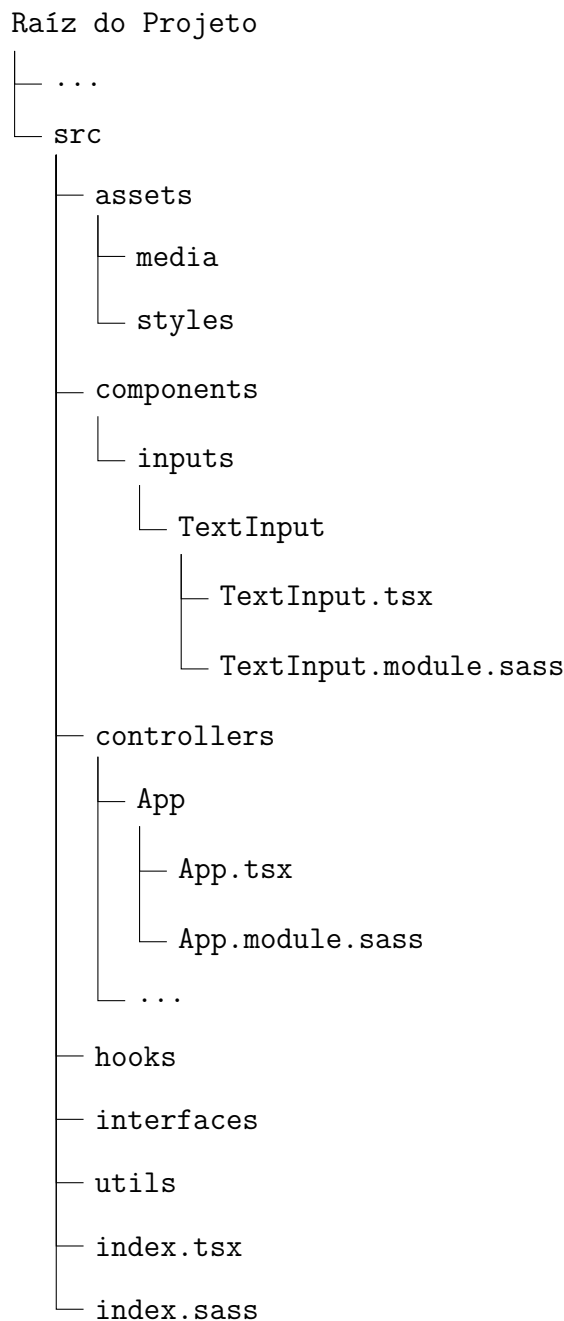 Raíz do Projeto
...
src
assets
media
styles
components
inputs
TextInput
TextInput.tsx
TextInput.module.sass
controllers
App
App.tsx
App.module.sass
...
hooks
interfaces
utils
index.tsx
index.sass